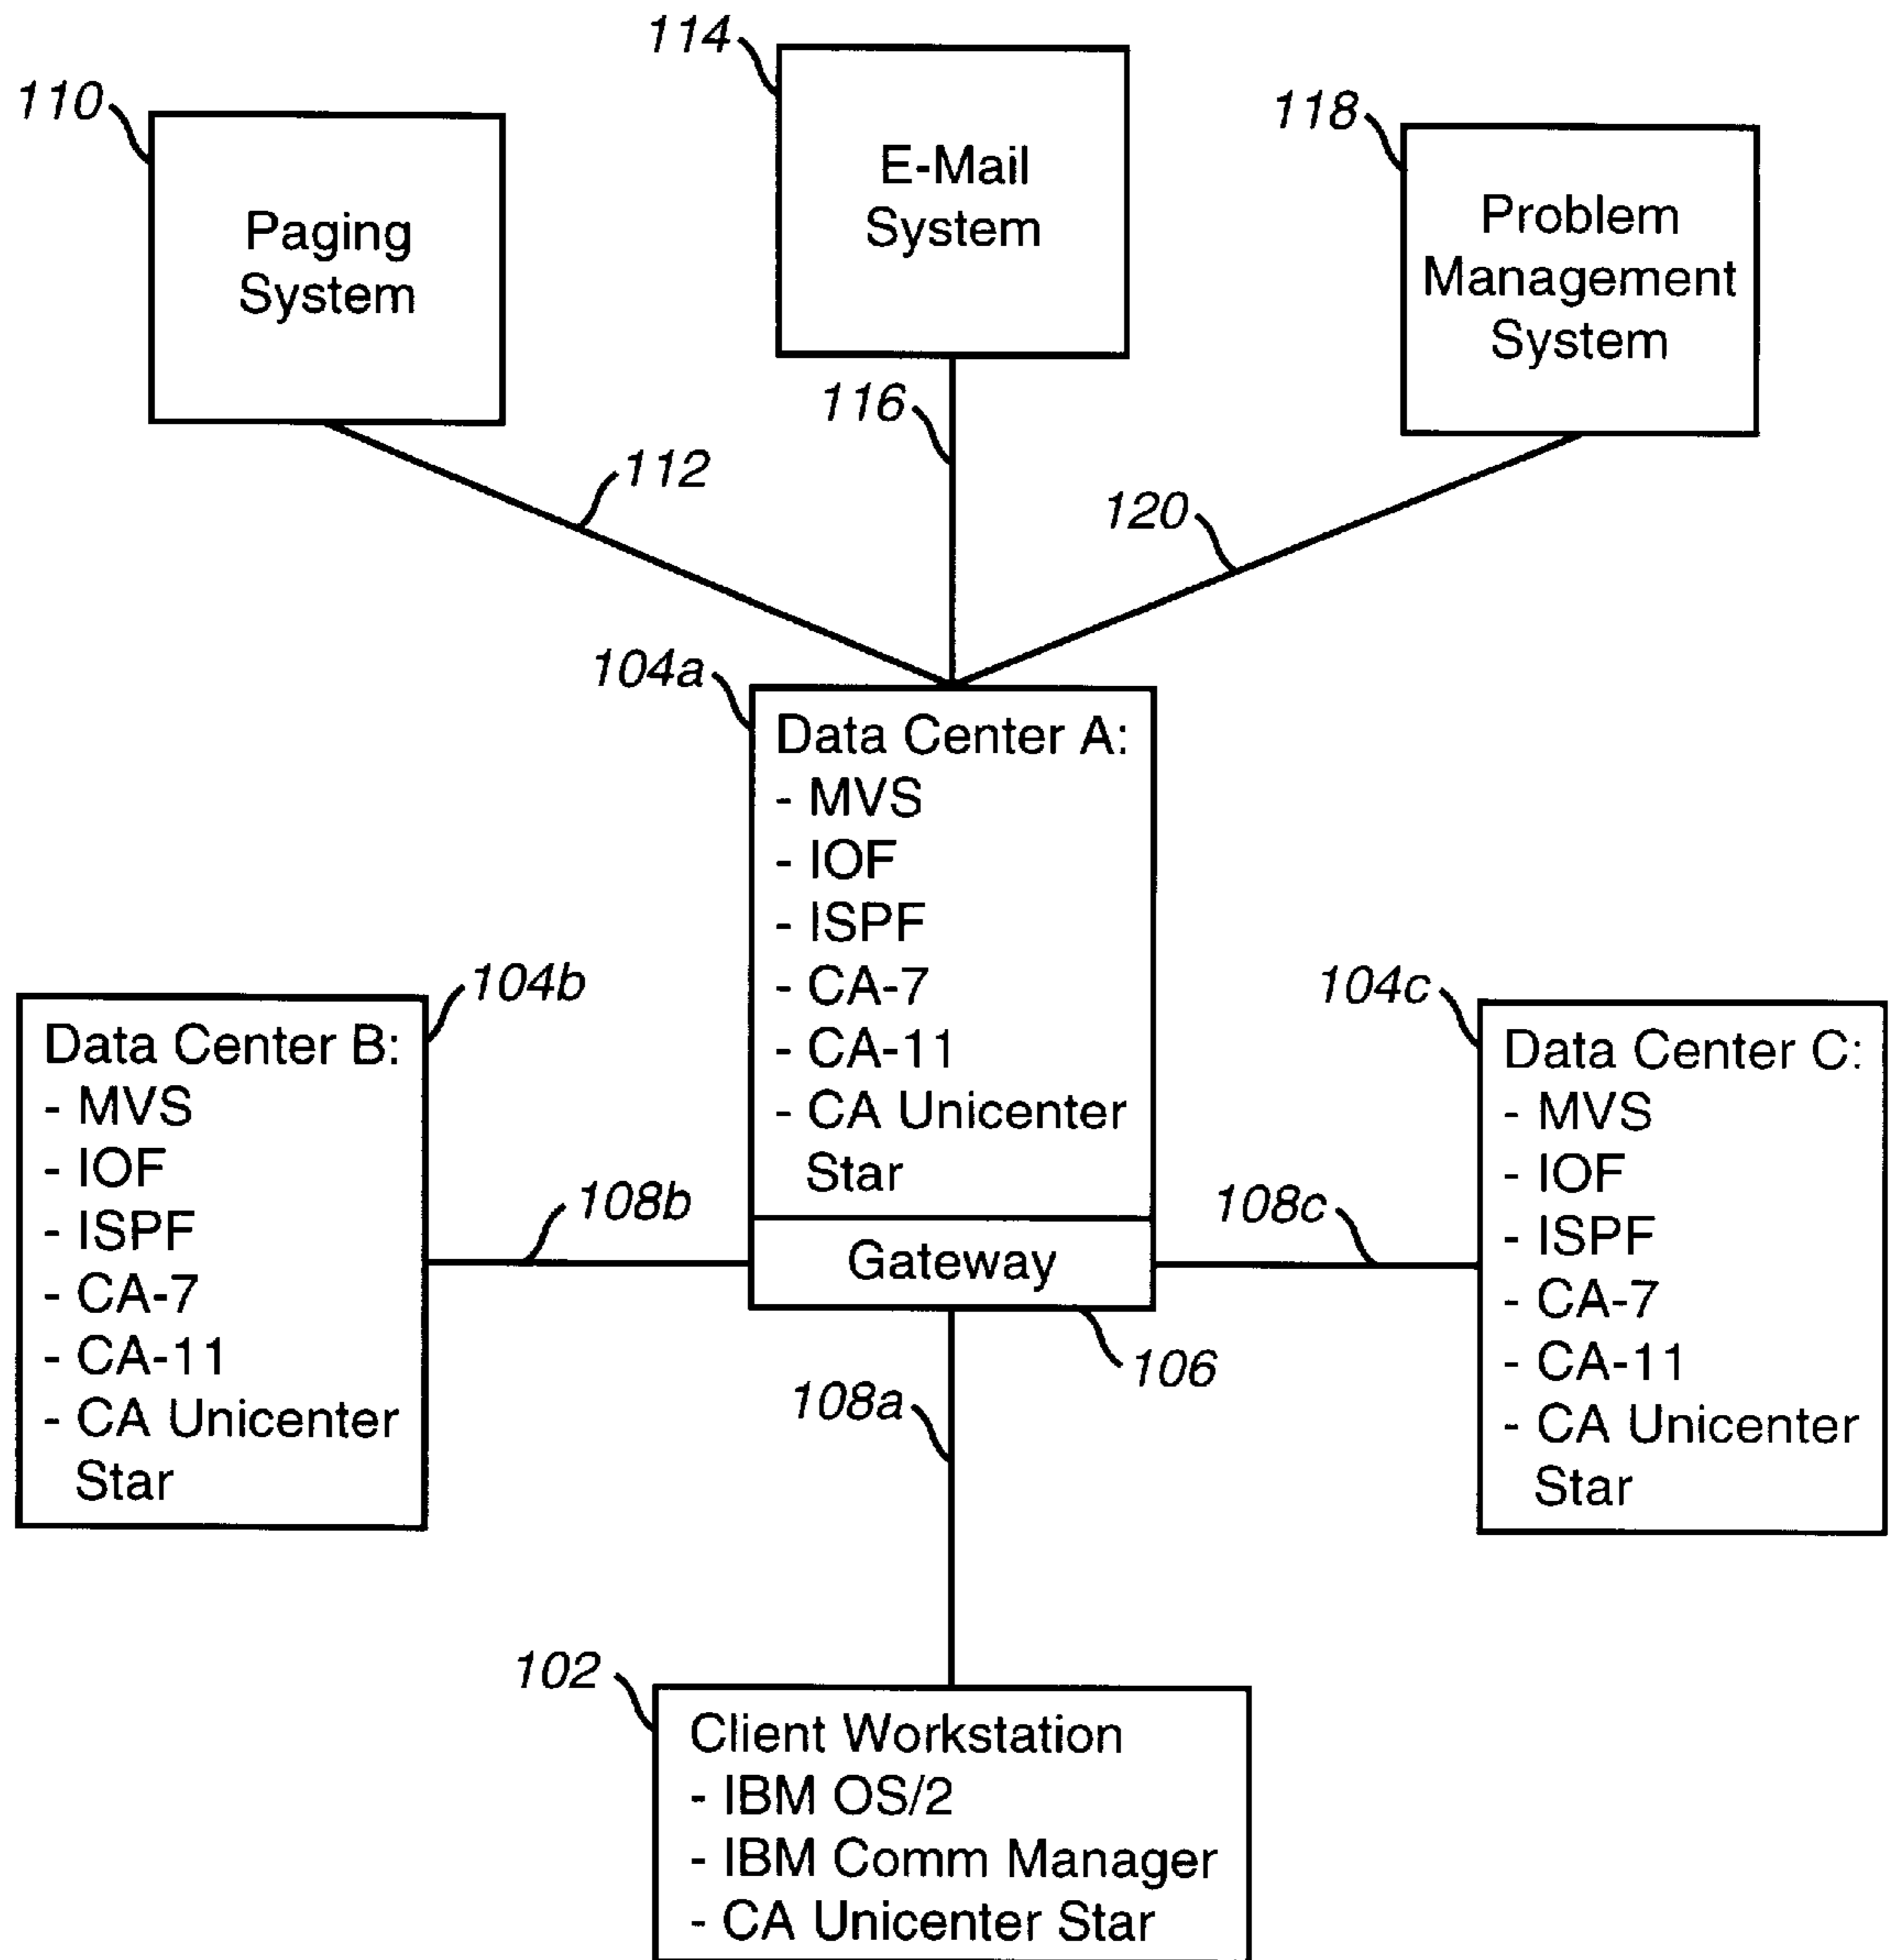 114
110
118
E-Mail
System
Paging
System
Problem
Management
System
116
112
120
104a
Data Center A:
- MVS
- IOF
- ISPF
- CA-7
- CA-11
- CA Unicenter
Star
Gateway
104b
Data Center B:
- MVS
- IOF
- ISPF
- CA-7
- CA-11
- CA Unicenter
Star
104c
Data Center C:
- MVS
- IOF
- ISPF
- CA-7
- CA-11
- CA Unicenter
Star
108b
108c
106
108a
102
Client Workstation
- IBM OS/2
- IBM Comm Manager
- CA Unicenter Star